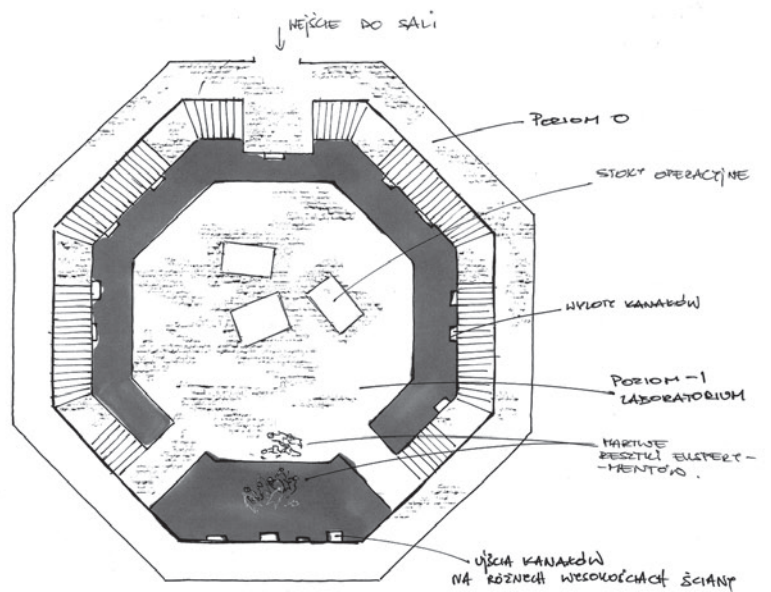 WEJŚCIE DO SALI
POZIOM 0
STOŁY OPERACYJNE
WYLOTY KANAŁÓW
POZIOM -1
LABORATORIUM
MARTWE
RESZTKI EKSPERY-
-MENTÓW.
UJŚCIA KANAŁÓW
NA RÓŻNYCH WYSOKOŚCIACH ŚCIANY